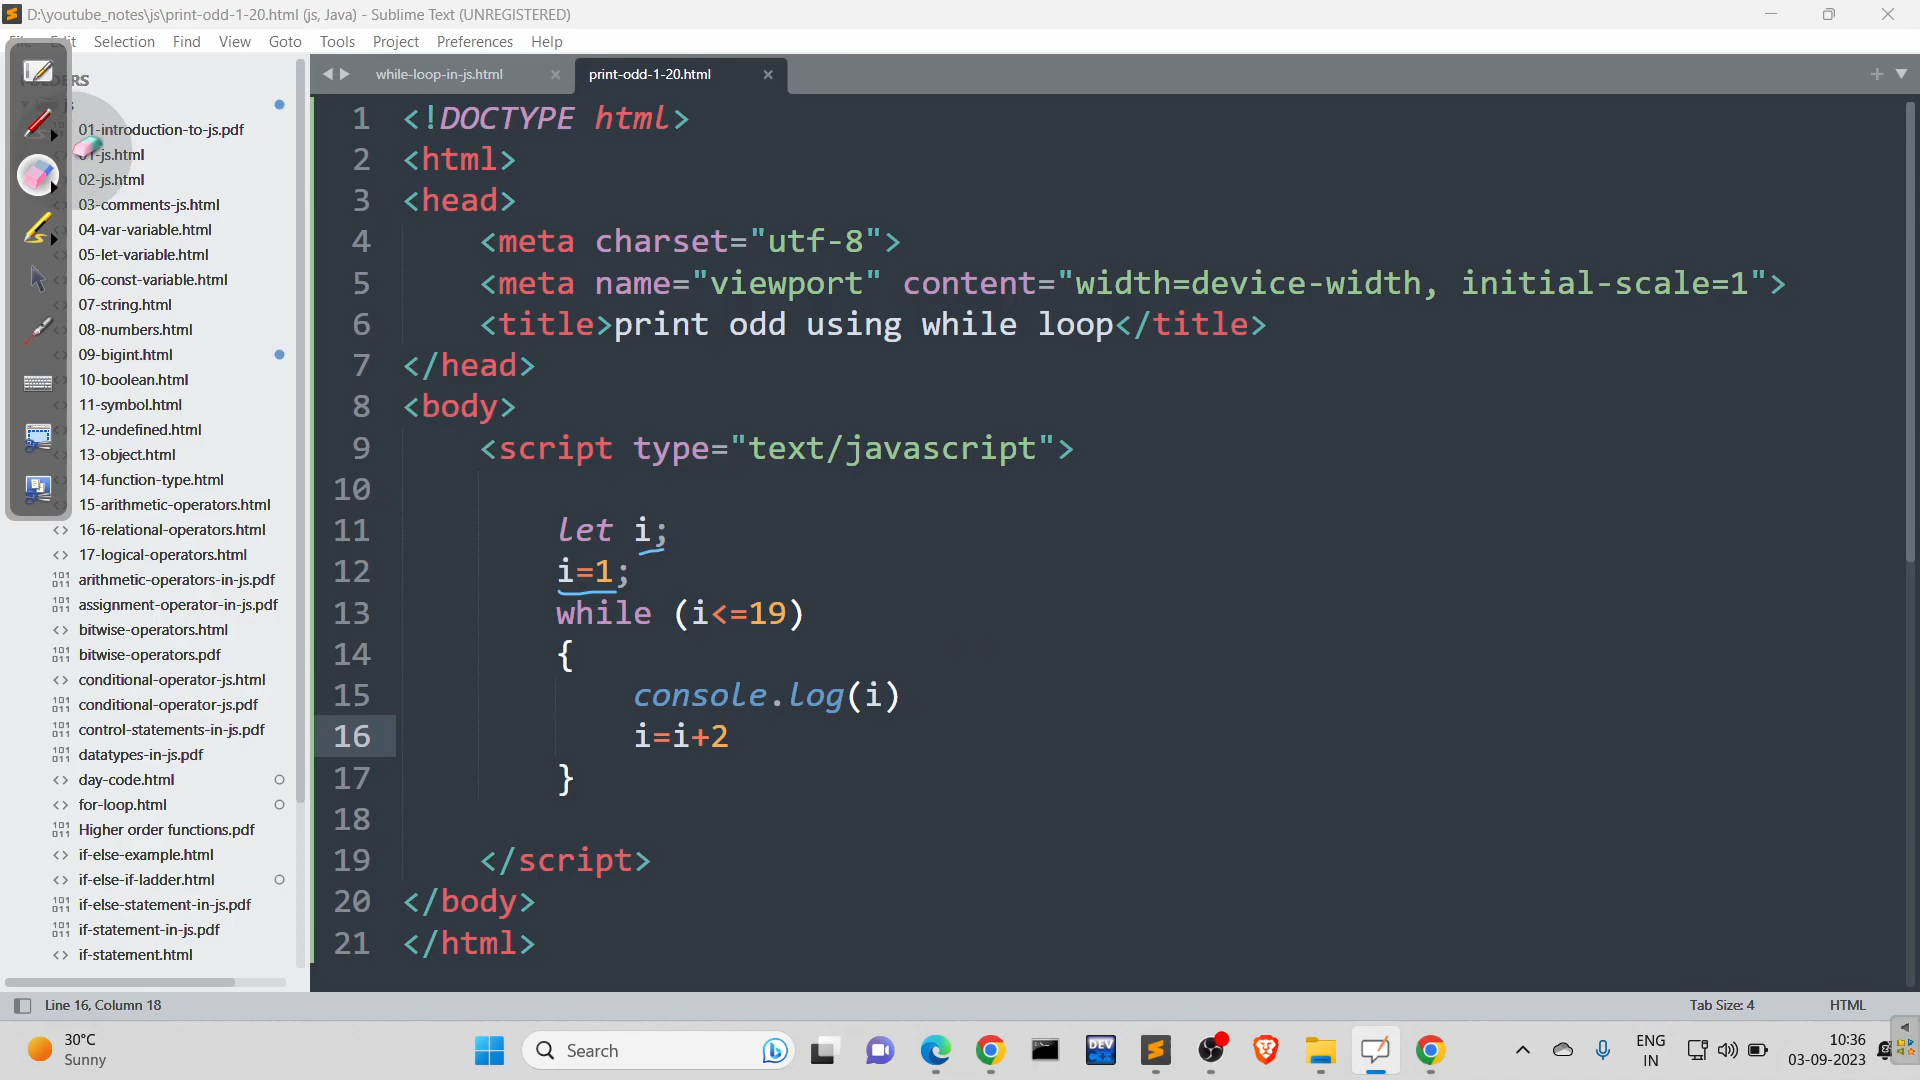 D:\youtube_notes\js\print-odd-1-20.html (js, Java) - Sublime Text (UNREGISTERED)
Selection Find View Goto Tools Project Preferences Help
while-loop-in-js.html
print-odd-1-20.html
01-introduction-to-js.pdf
01-js.html
02-js.html
03-comments-js.html
04-var-variable.html
05-let-variable.html
06-const-variable.html
07-string.html
08-numbers.html
09-bigint.html
10-boolean.html
11-symbol.html
12-undefined.html
13-object.html
14-function-type.html
15-arithmetic-operators.html
16-relational-operators.html
17-logical-operators.html
arithmetic-operators-in-js.pdf
assignment-operator-in-js.pdf
bitwise-operators.html
bitwise-operators.pdf
conditional-operator-js.html
conditional-operator-js.pdf
control-statements-in-js.pdf
datatypes-in-js.pdf
day-code.html
for-loop.html
Higher order functions.pdf
if-else-example.html
if-else-if-ladder.html
if-else-statement-in-js.pdf
if-statement-in-js.pdf
if-statement.html
1 <!DOCTYPE html>
2 <html>
3 <head>
4 <meta charset="utf-8">
5 <meta name="viewport" content="width=device-width, initial-scale=1">
6 <title>print odd using while loop</title>
7 </head>
8 <body>
9 <script type="text/javascript">
10
11 let i;
12 i=1;
13 while (i<=19)
14 {
15 console.log(i)
16 i=i+2
17 }
18
19 </script>
20 </body>
21 </html>
Line 16, Column 18
Tab Size: 4
HTML
30°C
Sunny
Search
DEV
ENG
IN
10:36
03-09-2023